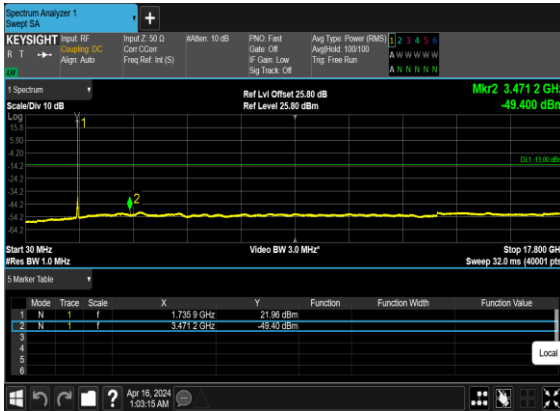 Spectrum Analyzer 1
Swept SA
+
KEYSIGHT Input: RF Input Z: 50 Ω #Atten: 10 dB PNO: Fast Avg Type: Power (RMS) 1 2 3 4 5 6
R T Coupling: DC Corr CCorr Gate: Off Avg|Hold: 100/100 A W W W W W
Align: Auto Freq Ref: Int (S) IF Gain: Low Trig: Free Run
Sig Track: Off A N N N N N
1 Spectrum Ref Lvl Offset 25.80 dB Mkr2 3.471 2 GHz
Scale/Div 10 dB Ref Level 25.80 dBm -49.400 dBm
Log
15.8 1
5.80
-4.20
-14.2 DL1 -13.00 dBm
-24.2
-34.2
-44.2 2
-54.2
-64.2
Start 30 MHz Video BW 3.0 MHz* Stop 17.800 GHz
#Res BW 1.0 MHz Sweep 32.0 ms (40001 pts)
5 Marker Table
Mode Trace Scale X Y Function Function Width Function Value
1 N 1 f 1.735 9 GHz 21.96 dBm
2 N 1 f 3.471 2 GHz -49.40 dBm
3
4
5
6
Local
? Apr 16, 2024
1:03:15 AM